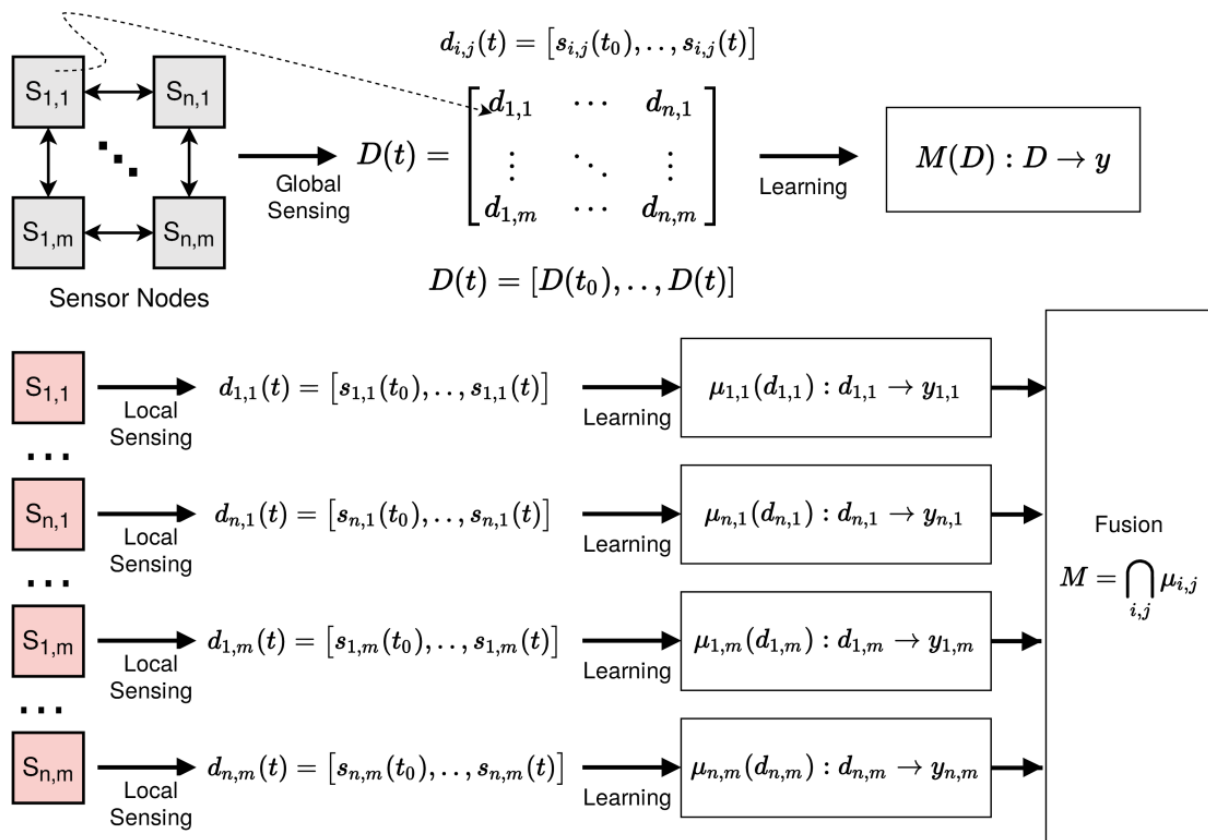 d_{i,j}(t) = [s_{i,j}(t_0),..,s_{i,j}(t)]
S_{1,1} S_{n,1}
S_{1,m} S_{n,m}
Sensor Nodes
Global
Sensing
D(t) =
d_{1,1} ⋯ d_{n,1}
⋮ ⋱ ⋮
d_{1,m} ⋯ d_{n,m}
Learning
M(D) : D → y
D(t) = [D(t_0),..,D(t)]
S_{1,1}
Local
Sensing
d_{1,1}(t) = [s_{1,1}(t_0),..,s_{1,1}(t)]
Learning
μ_{1,1}(d_{1,1}) : d_{1,1} → y_{1,1}
...
S_{n,1}
Local
Sensing
d_{n,1}(t) = [s_{n,1}(t_0),..,s_{n,1}(t)]
Learning
μ_{n,1}(d_{n,1}) : d_{n,1} → y_{n,1}
...
S_{1,m}
Local
Sensing
d_{1,m}(t) = [s_{1,m}(t_0),..,s_{1,m}(t)]
Learning
μ_{1,m}(d_{1,m}) : d_{1,m} → y_{1,m}
...
S_{n,m}
Local
Sensing
d_{n,m}(t) = [s_{n,m}(t_0),..,s_{n,m}(t)]
Learning
μ_{n,m}(d_{n,m}) : d_{n,m} → y_{n,m}
Fusion
M = ⋂_{i,j} μ_{i,j}